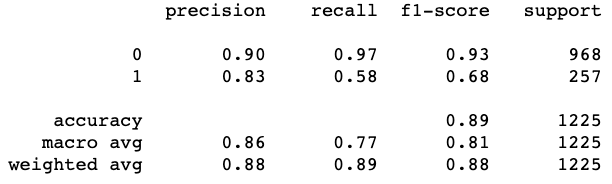 precision recall f1-score support
0 0.90 0.97 0.93 968
1 0.83 0.58 0.68 257
accuracy 0.89 1225
macro avg 0.86 0.77 0.81 1225
weighted avg 0.88 0.89 0.88 1225